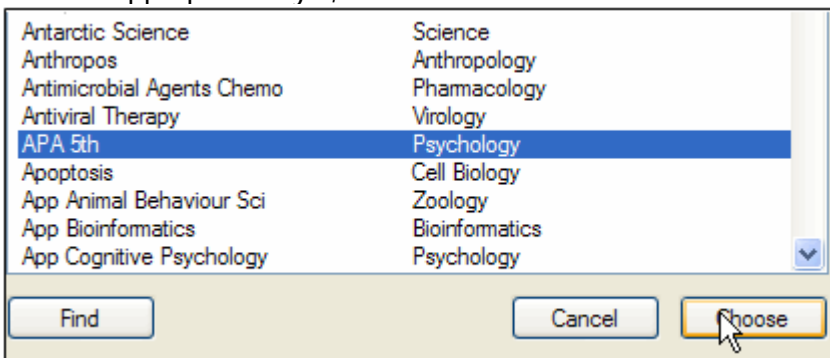 Antarctic Science Science
Anthropos Anthropology
Antimicrobial Agents Chemo Pharmacology
Antiviral Therapy Virology
APA 5th Psychology
Apoptosis Cell Biology
App Animal Behaviour Sci Zoology
App Bioinformatics Bioinformatics
App Cognitive Psychology Psychology
Find Cancel Choose